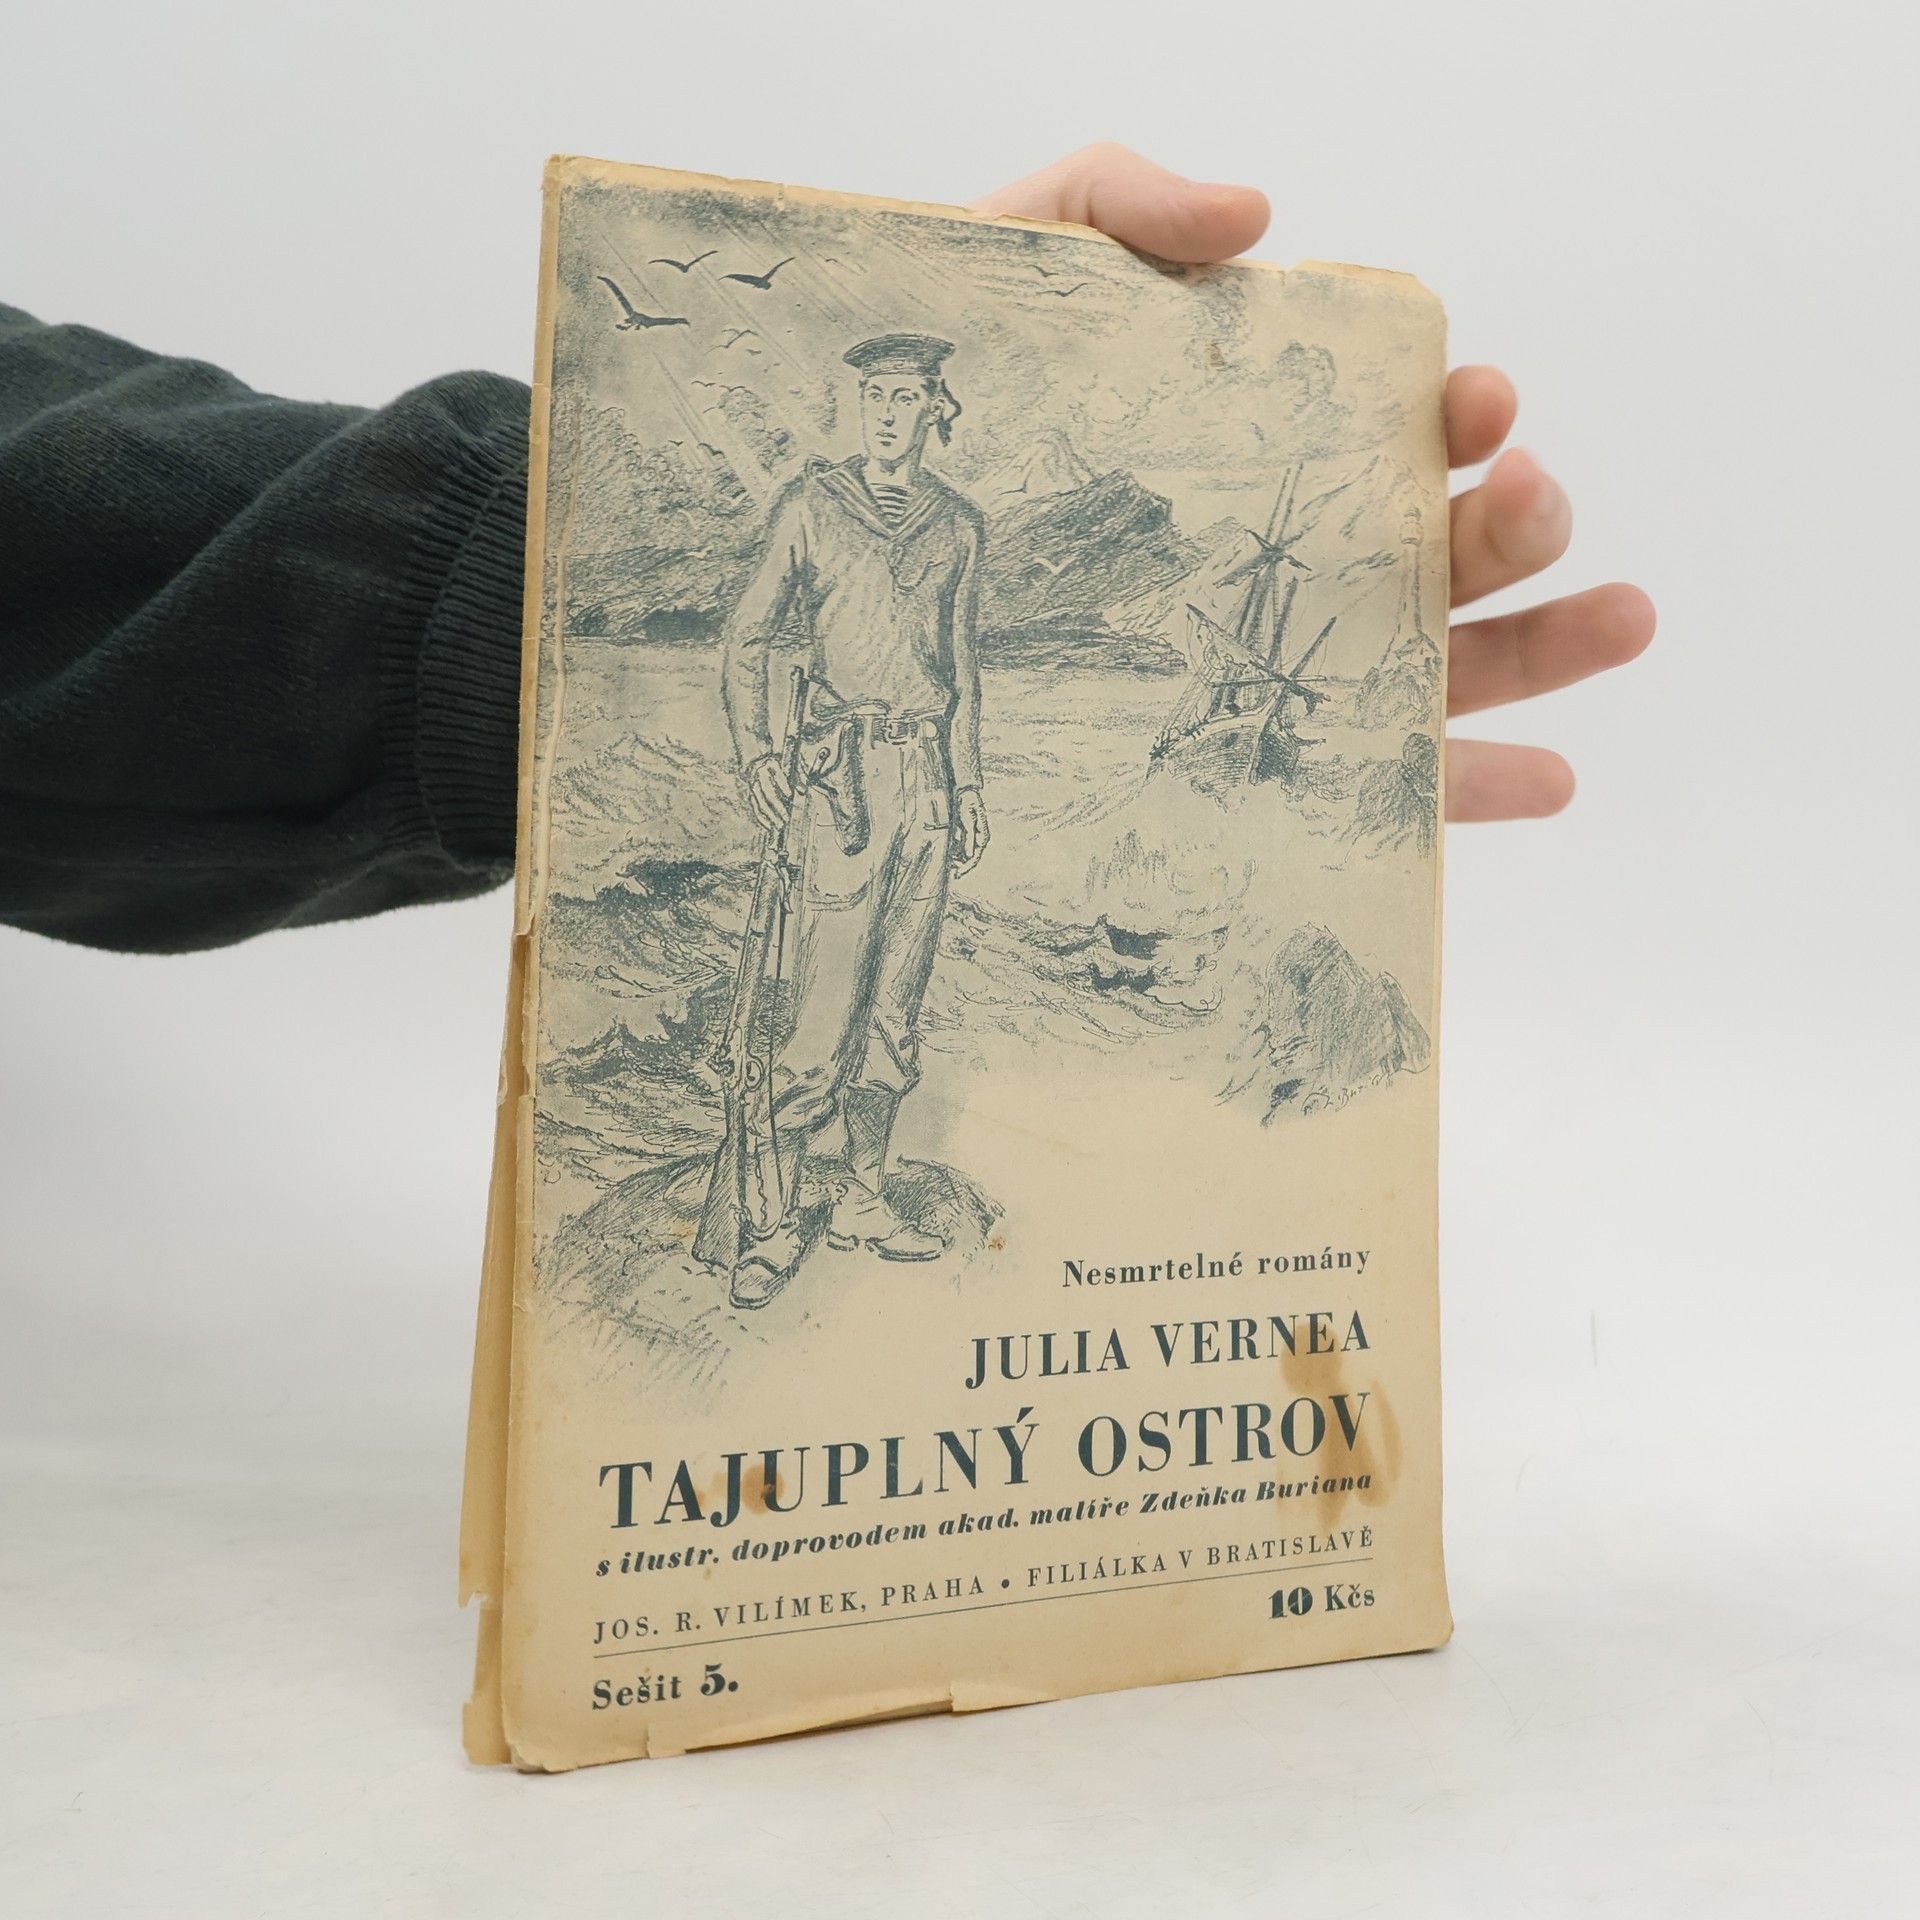 Z. Burian
Nesmrtelné romány
JULIA VERNEA
TAJUPLNÝ OSTROV
s ilustr. doprovodem akad. malíře Zdeňka Buriana
JOS. R. VILÍMEK, PRAHA • FILIÁLKA V BRATISLAVĚ
10 Kčs
Sešit 5.